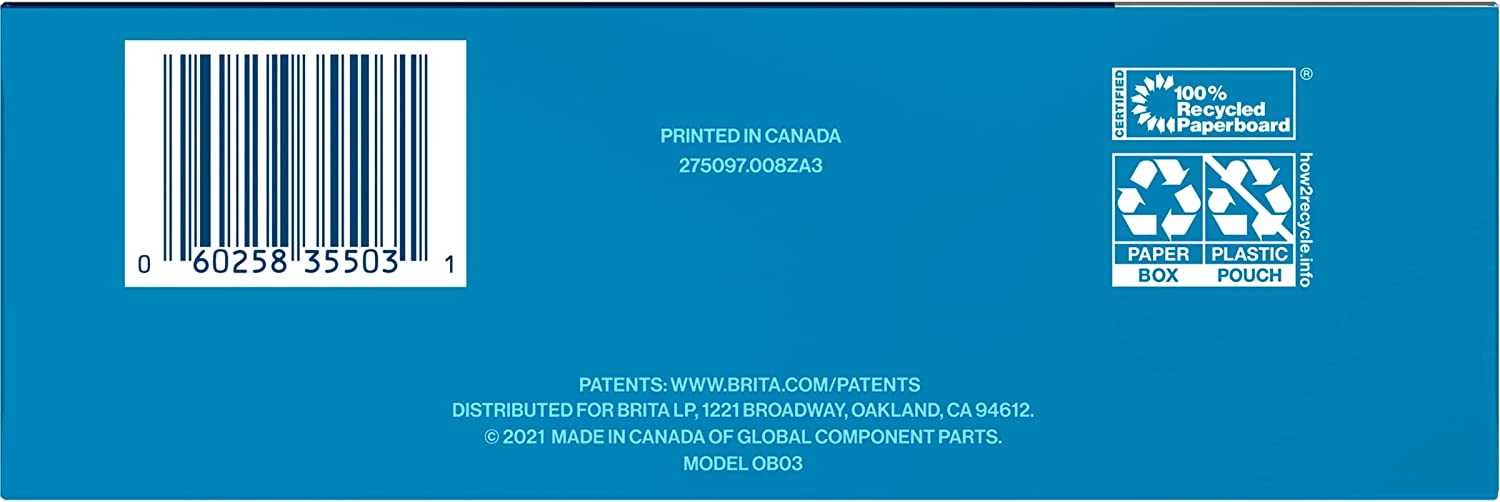 0 60258 35503 1
PRINTED IN CANADA
275097.008ZA3
CERTIFIED
100%
Recycled
Paperboard
®
PAPER
BOX
PLASTIC
POUCH
how2recycle.info
PATENTS: WWW.BRITA.COM/PATENTS
DISTRIBUTED FOR BRITA LP, 1221 BROADWAY, OAKLAND, CA 94612.
© 2021 MADE IN CANADA OF GLOBAL COMPONENT PARTS.
MODEL OB03